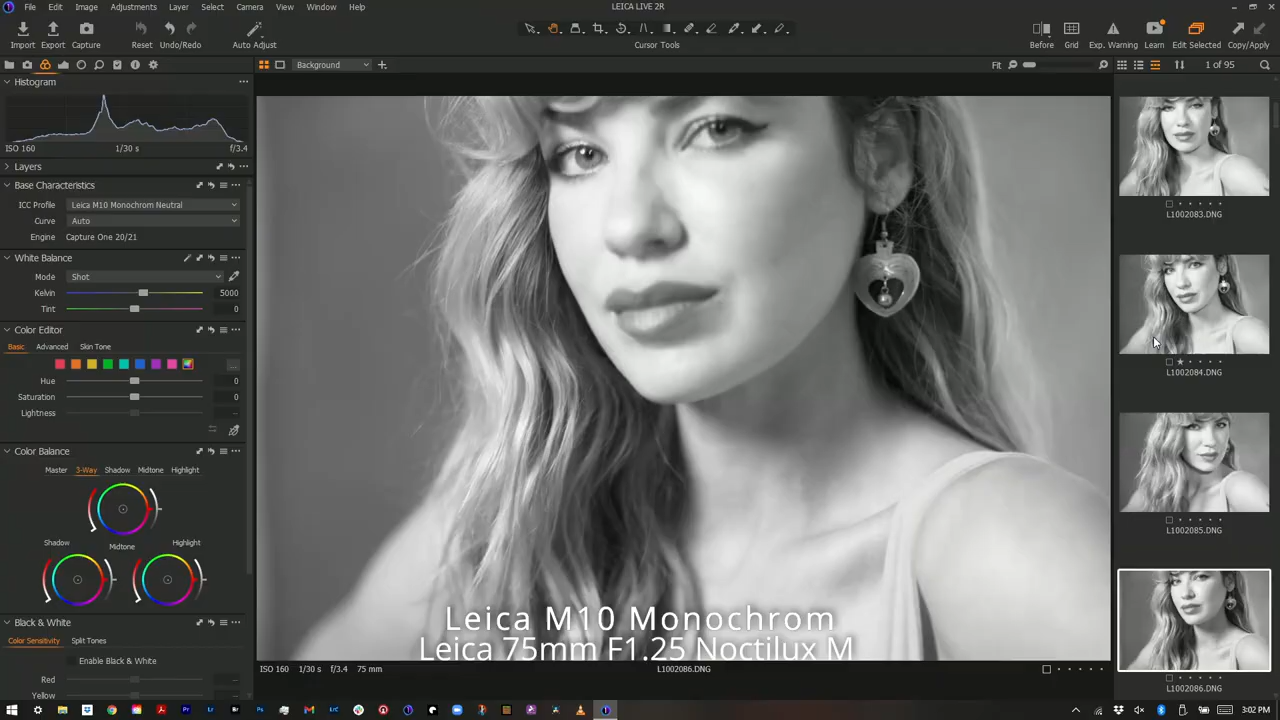 File Edit Image Adjustments Layer Select Camera View Window Help
LEICA LIVE 2R
Import Export Capture Reset Undo/Redo Auto Adjust
Cursor Tools
Before Grid Exp. Warning Learn Edit Selected Copy/Apply
Background
Fit
1 of 95
Histogram
ISO 160 1/30 s f/3.4
Layers
Base Characteristics
ICC Profile Leica M10 Monochrom Neutral
Curve Auto
Engine Capture One 20/21
White Balance
Mode Shot
Kelvin 5000
Tint 0
Color Editor
Basic Advanced Skin Tone
Hue 0
Saturation 0
Lightness
Color Balance
Master 3-Way Shadow Midtone Highlight
Shadow Midtone Highlight
Black & White
Color Sensitivity Split Tones
Enable Black & White
Red
Yellow
Leica M10 Monochrom
Leica 75mm F1.25 Noctilux M
ISO 160 1/30 s f/3.4 75 mm
L1002086.DNG
L1002083.DNG
L1002084.DNG
L1002085.DNG
L1002086.DNG
3:02 PM